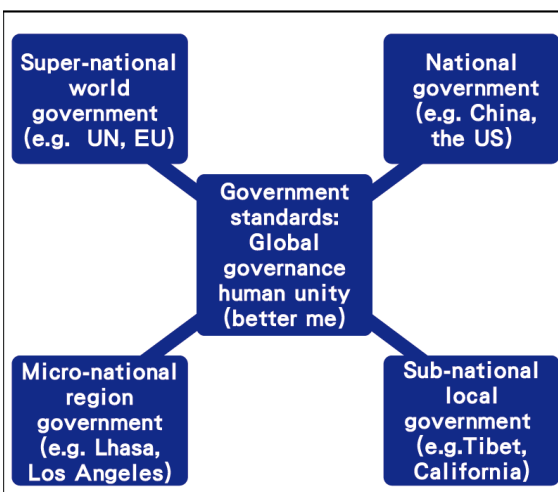 Super-national
world
government
(e.g. UN, EU)
National
government
(e.g. China,
the US)
Government
standards:
Global
governance
human unity
(better me)
Micro-national
region
government
(e.g. Lhasa,
Los Angeles)
Sub-national
local
government
(e.g.Tibet,
California)